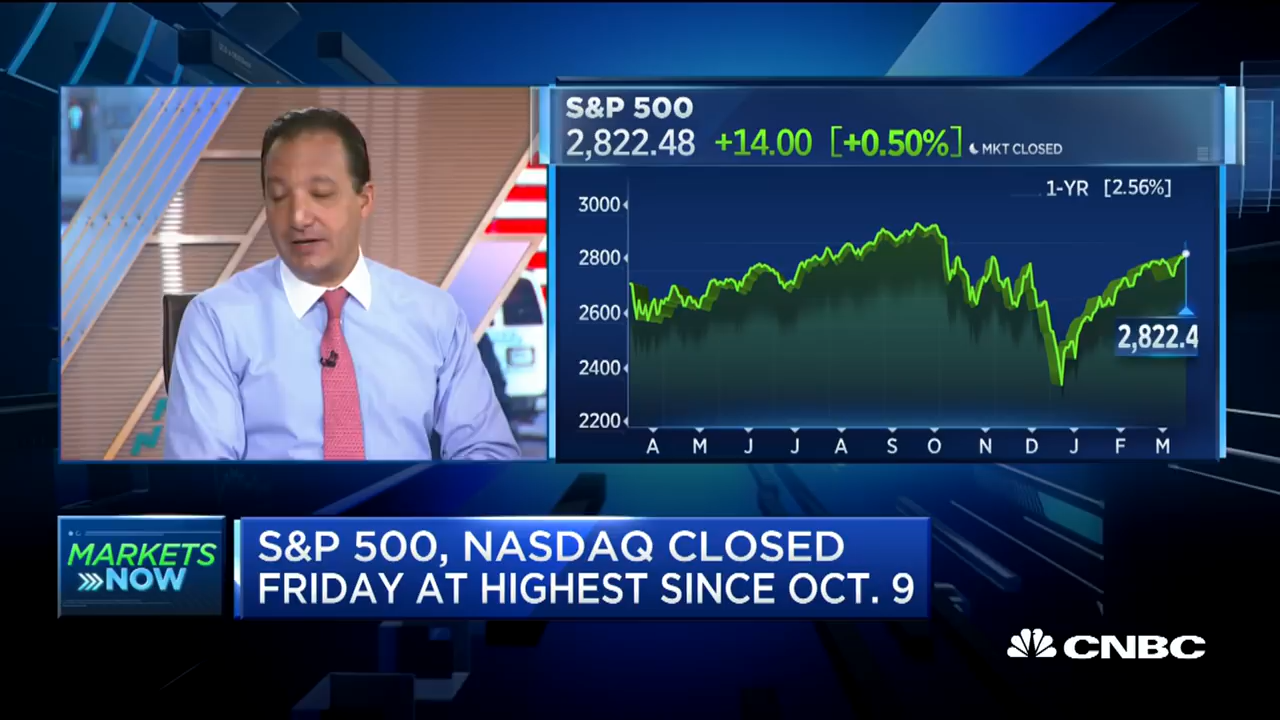 S&P 500
2,822.48 +14.00 [+0.50%] MKT CLOSED
1-YR [2.56%]
3000
2800
2600
2400
2200
2,822.4
A M J J A S O N D J F M
MARKETS
NOW
S&P 500, NASDAQ CLOSED
FRIDAY AT HIGHEST SINCE OCT. 9
CNBC